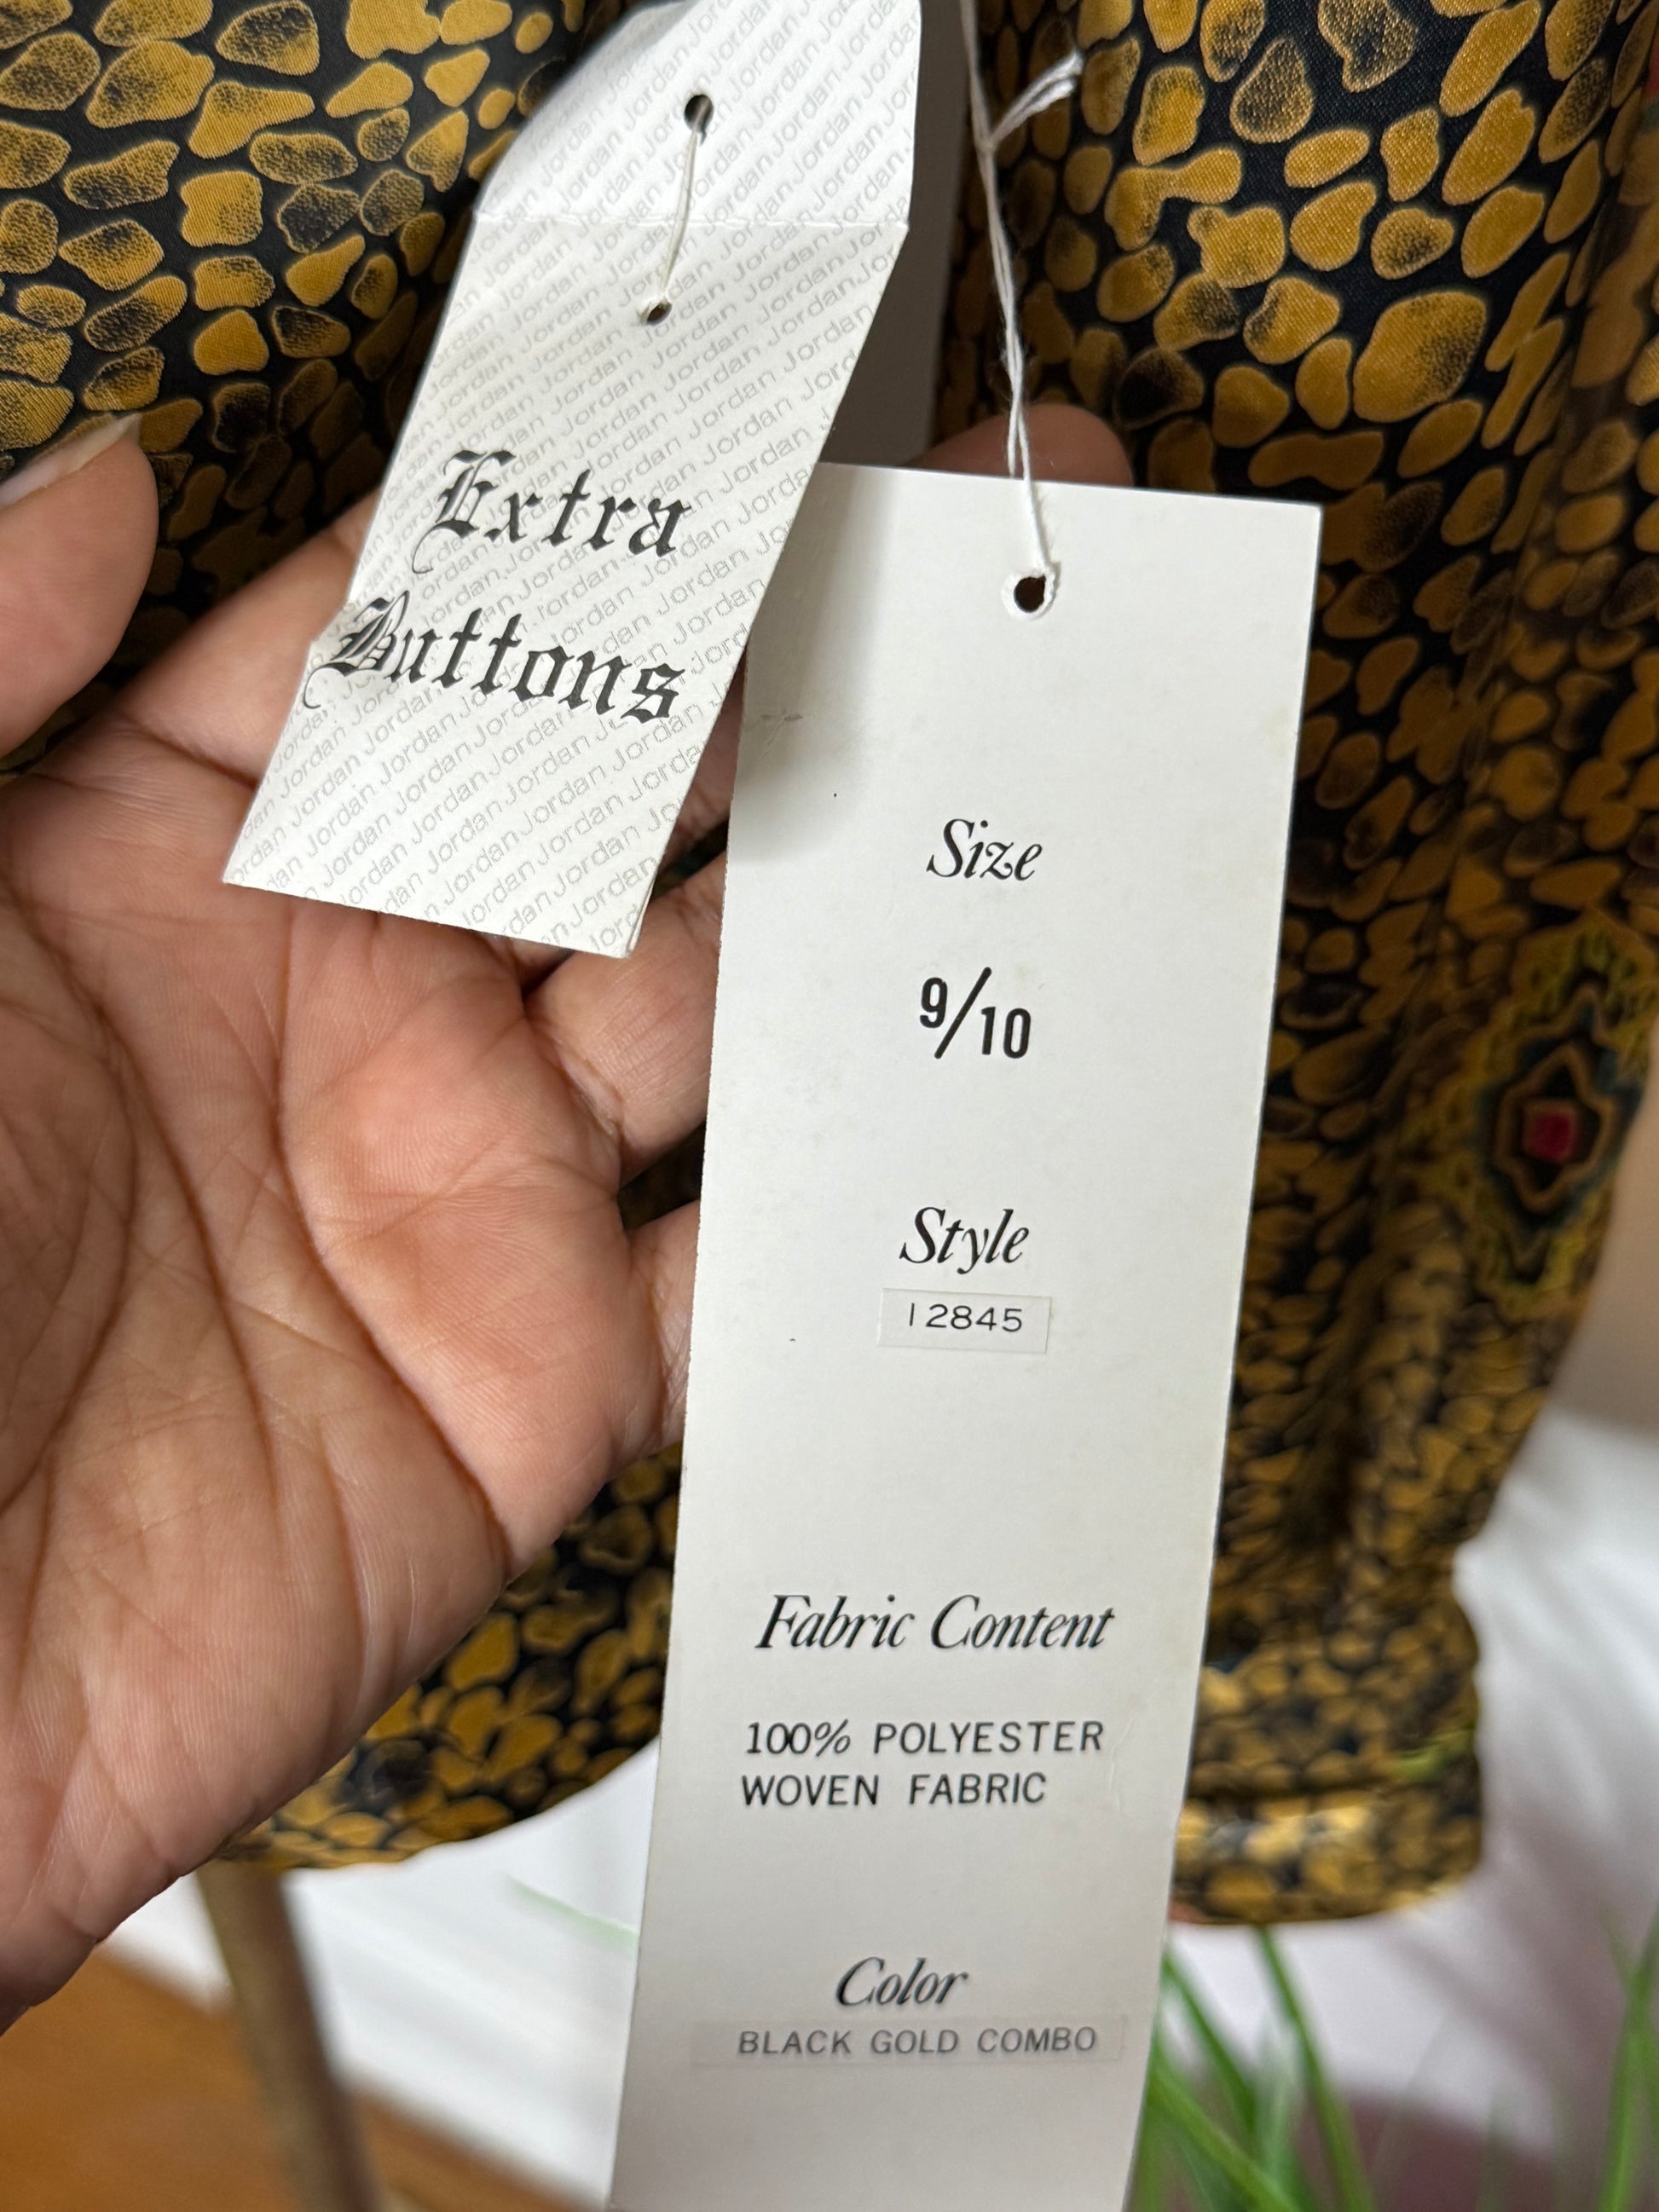 Extra
Buttons
Jordan Jordan Jordan Jordan
Size
9/10
Style
12845
Fabric Content
100% POLYESTER
WOVEN FABRIC
Color
BLACK GOLD COMBO